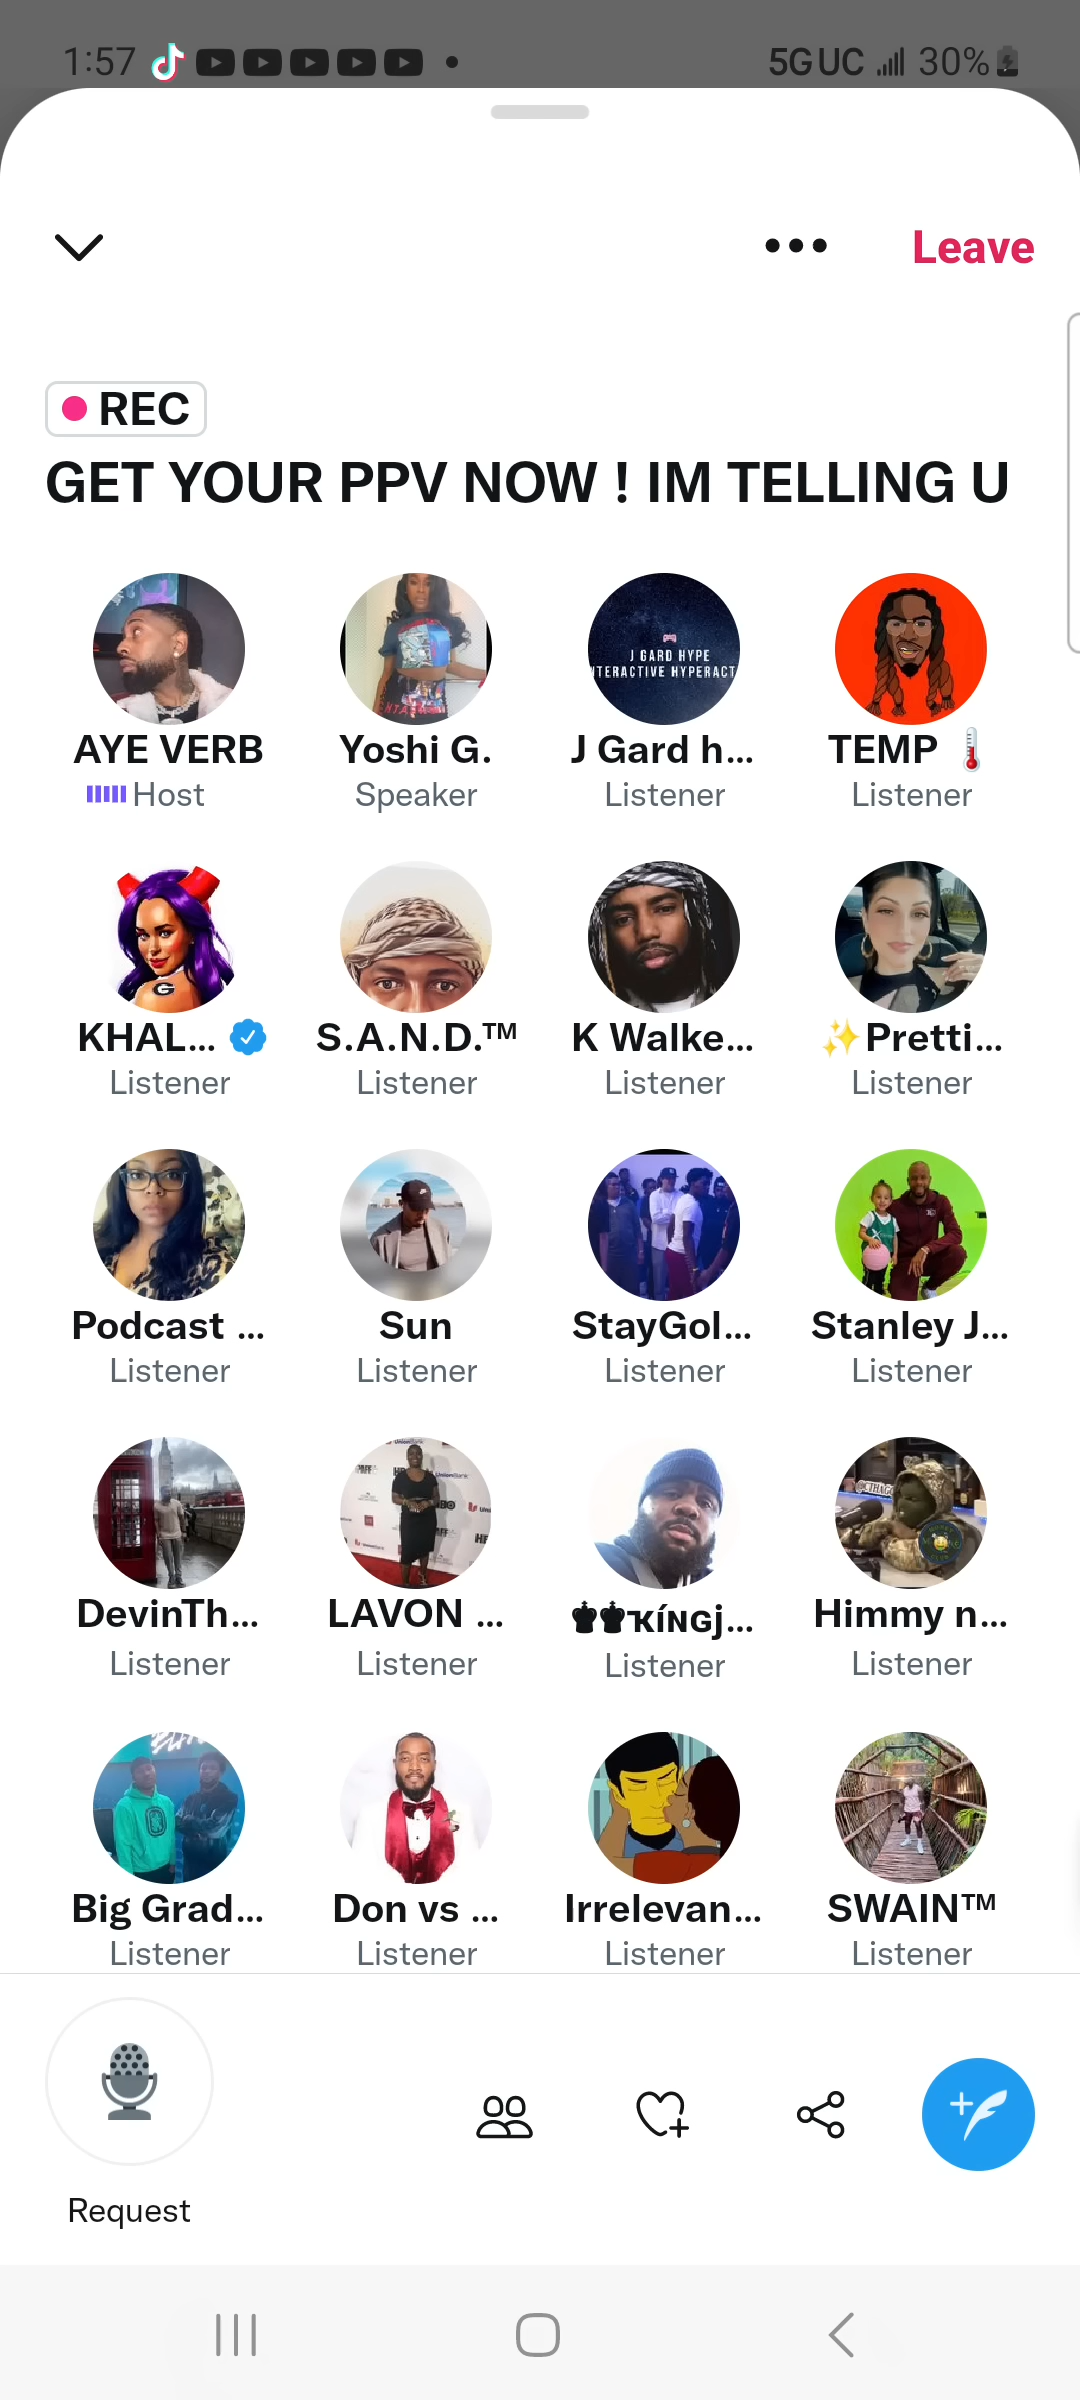 1:57
5G UC 30%
Leave
REC
GET YOUR PPV NOW ! IM TELLING U
J GARD HYPE
NTERACTIVE HYPERACT
AYE VERB Yoshi G. J Gard h... TEMP 🌡️
Host Speaker Listener Listener
G
KHAL... S.A.N.D.™ K Walke... ✨Pretti...
Listener Listener Listener Listener
Podcast ... Sun StayGol... Stanley J...
Listener Listener Listener Listener
UnionBank
DevinTh... LAVON ... ♚♚ҡíɴɢj... Himmy n...
Listener Listener Listener Listener
Big Grad... Don vs ... Irrelevan... SWAIN™
Listener Listener Listener Listener
Request